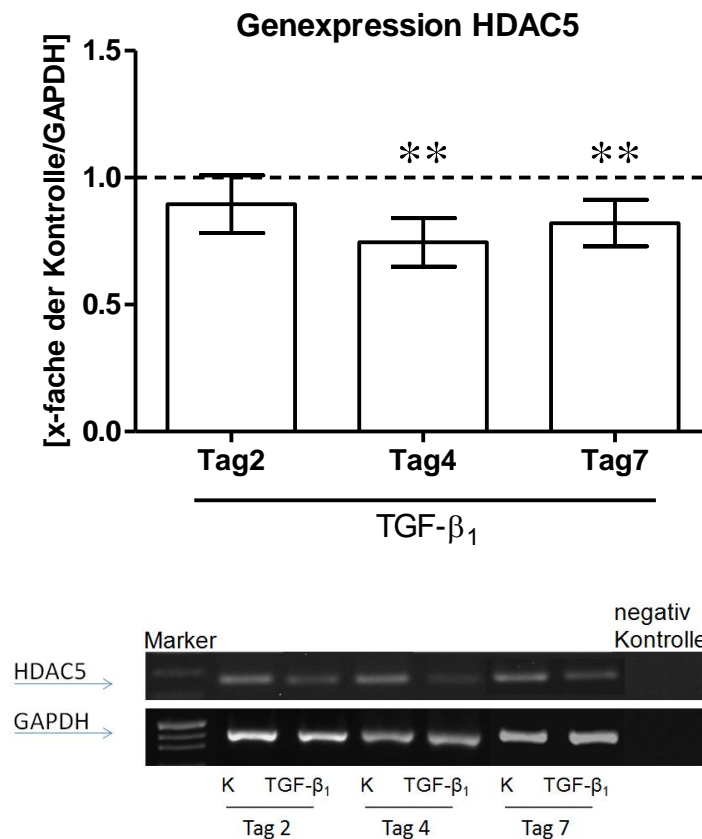 Genexpression HDAC5
[x-fache der Kontrolle/GAPDH]
1.5
1.0
0.5
0.0
** **
Tag2 Tag4 Tag7
TGF-β₁
Marker negativ Kontrolle
HDAC5
GAPDH
K TGF-β₁ K TGF-β₁ K TGF-β₁
Tag 2 Tag 4 Tag 7